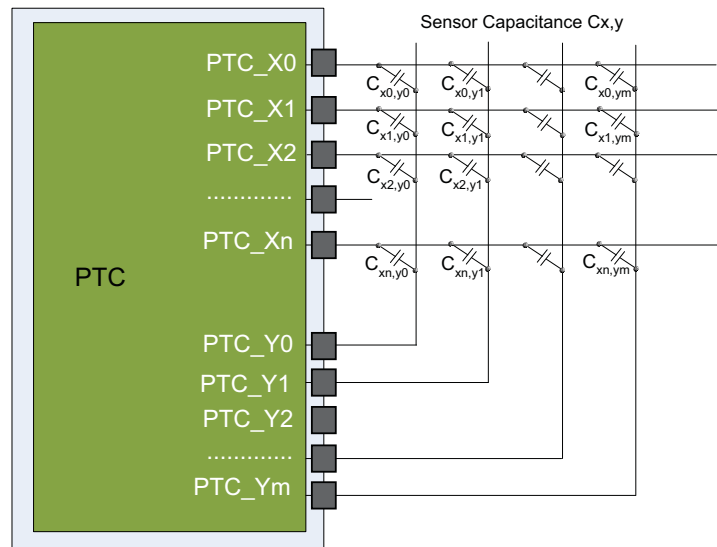 Sensor Capacitance Cx,y
PTC_X0
Cx0,y0
Cx0,y1
Cx0,ym
PTC_X1
Cx1,y0
Cx1,y1
Cx1,ym
PTC_X2
Cx2,y0
Cx2,y1
.............
PTC_Xn
Cxn,y0
Cxn,y1
Cxn,ym
PTC
PTC_Y0
PTC_Y1
PTC_Y2
.............
PTC_Ym